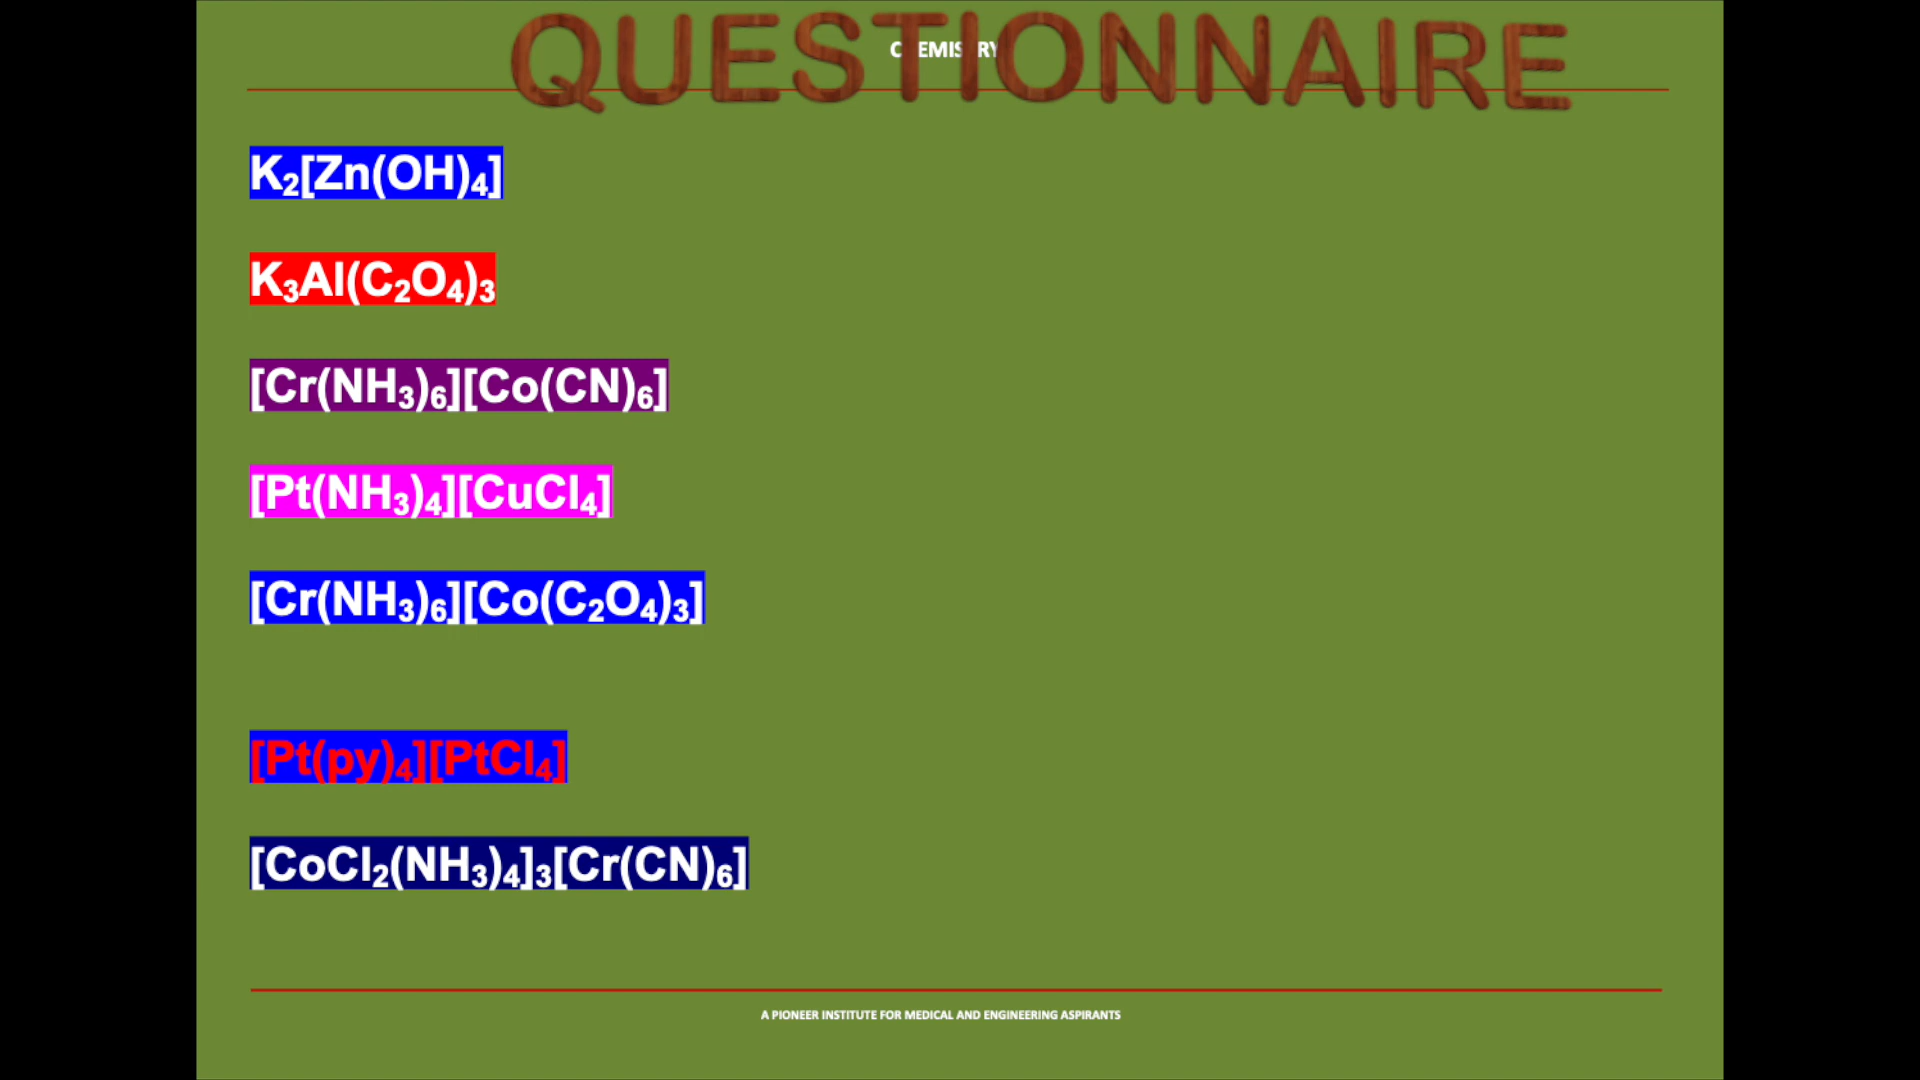 QUESTIONNAIRE
CHEMISTRY
K₂[Zn(OH)₄]
K₃Al(C₂O₄)₃
[Cr(NH₃)₆][Co(CN)₆]
[Pt(NH₃)₄][CuCl₄]
[Cr(NH₃)₆][Co(C₂O₄)₃]
[Pt(py)₄][PtCl₄]
[CoCl₂(NH₃)₄]₃[Cr(CN)₆]
A PIONEER INSTITUTE FOR MEDICAL AND ENGINEERING ASPIRANTS